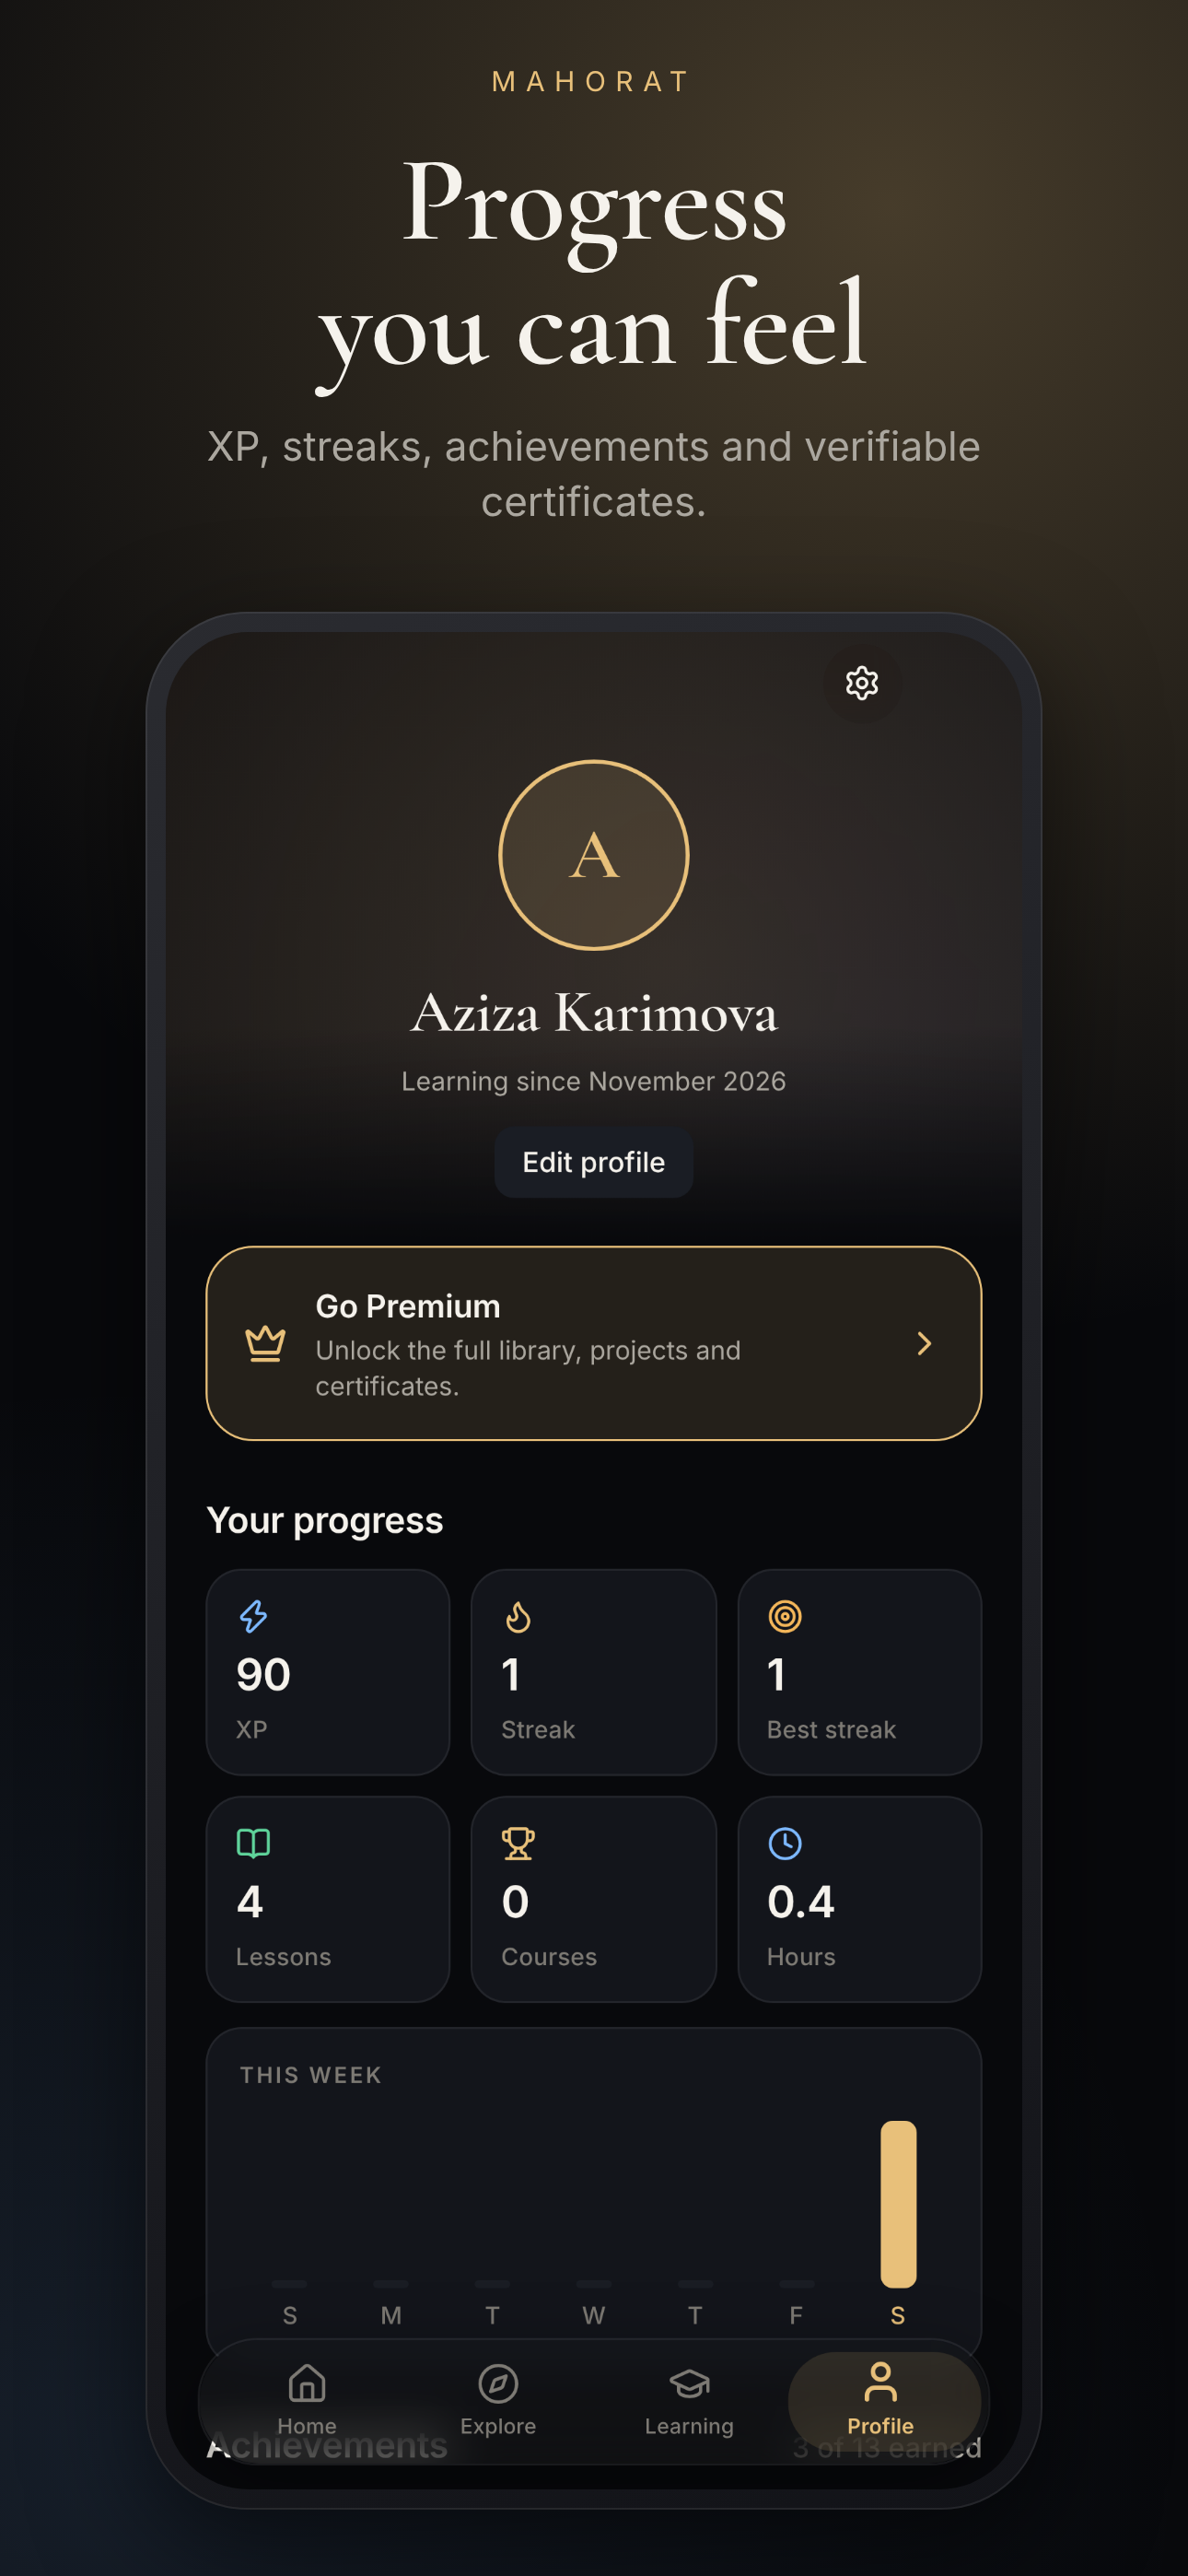 MAHORAT
Progress
you can feel
XP, streaks, achievements and verifiable
certificates.
A
Aziza Karimova
Learning since November 2026
Edit profile
Go Premium
Unlock the full library, projects and
certificates.
Your progress
90
XP
1
Streak
1
Best streak
4
Lessons
0
Courses
0.4
Hours
THIS WEEK
S M T W T F S
Home Explore Learning Profile
Achievements 3 of 13 earned